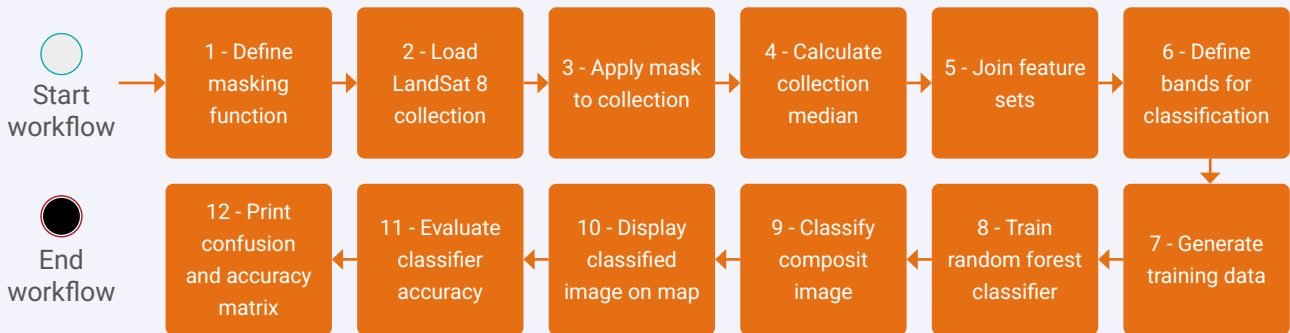 Start
workflow
1 - Define
masking
function
2 - Load
LandSat 8
collection
3 - Apply mask
to collection
4 - Calculate
collection
median
5 - Join feature
sets
6 - Define
bands for
classification
7 - Generate
training data
8 - Train
random forest
classifier
9 - Classify
composit
image
10 - Display
classified
image on map
11 - Evaluate
classifier
accuracy
12 - Print
confusion
and accuracy
matrix
End
workflow